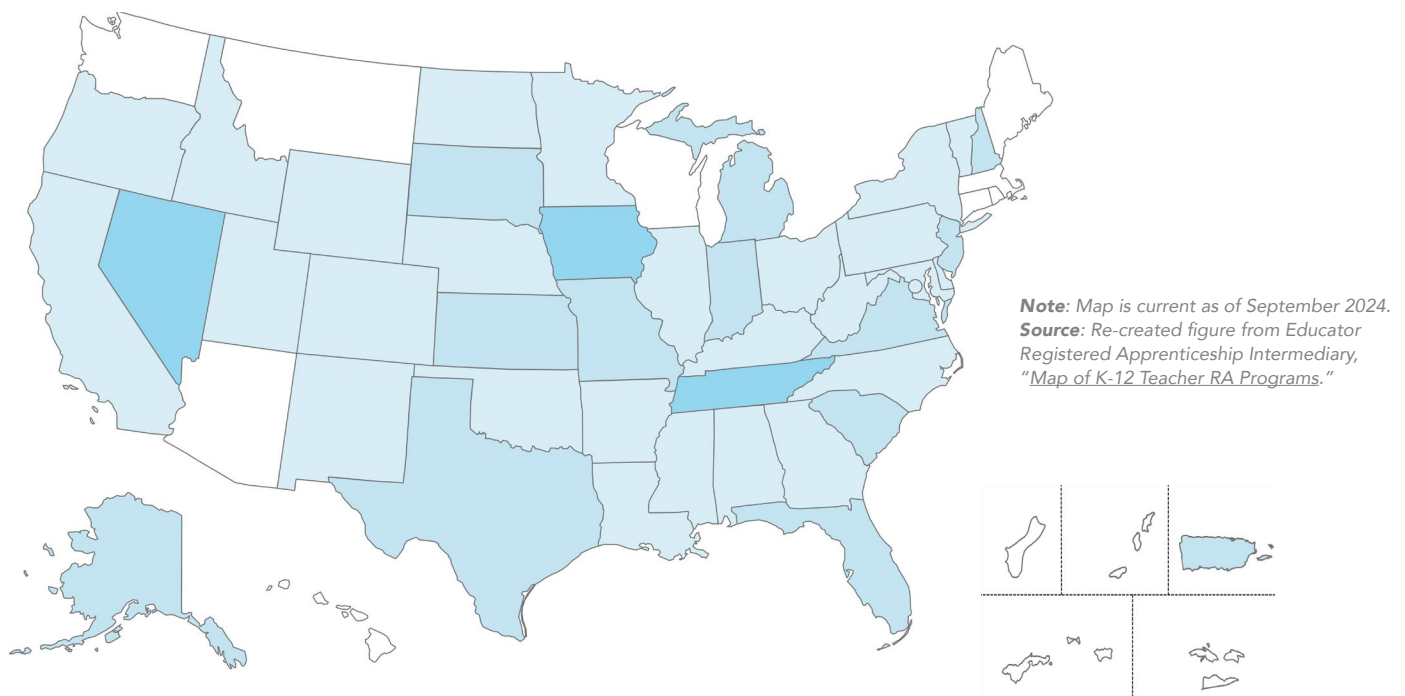 Note: Map is current as of September 2024.
Source: Re-created figure from Educator
Registered Apprenticeship Intermediary,
“Map of K-12 Teacher RA Programs.”